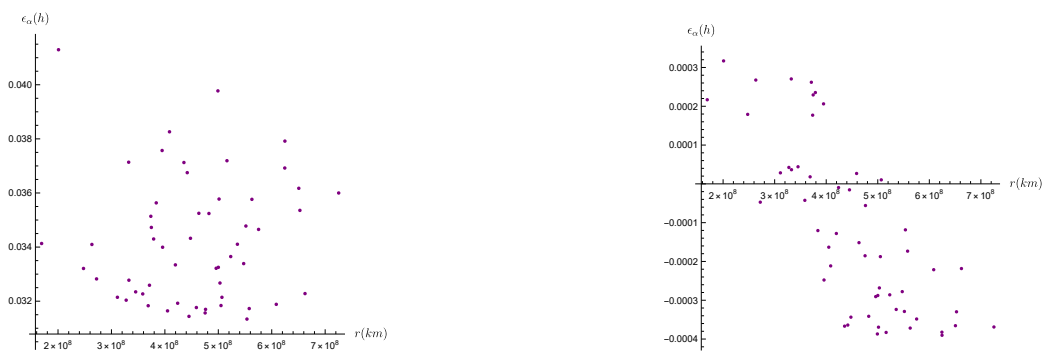 ϵ_α(h)
0.040
0.038
0.036
0.034
0.032
2×10⁸ 3×10⁸ 4×10⁸ 5×10⁸ 6×10⁸ 7×10⁸ r(km)
ϵ_α(h)
0.0003
0.0002
0.0001
r(km)
2×10⁸ 3×10⁸ 4×10⁸ 5×10⁸ 6×10⁸ 7×10⁸
-0.0001
-0.0002
-0.0003
-0.0004